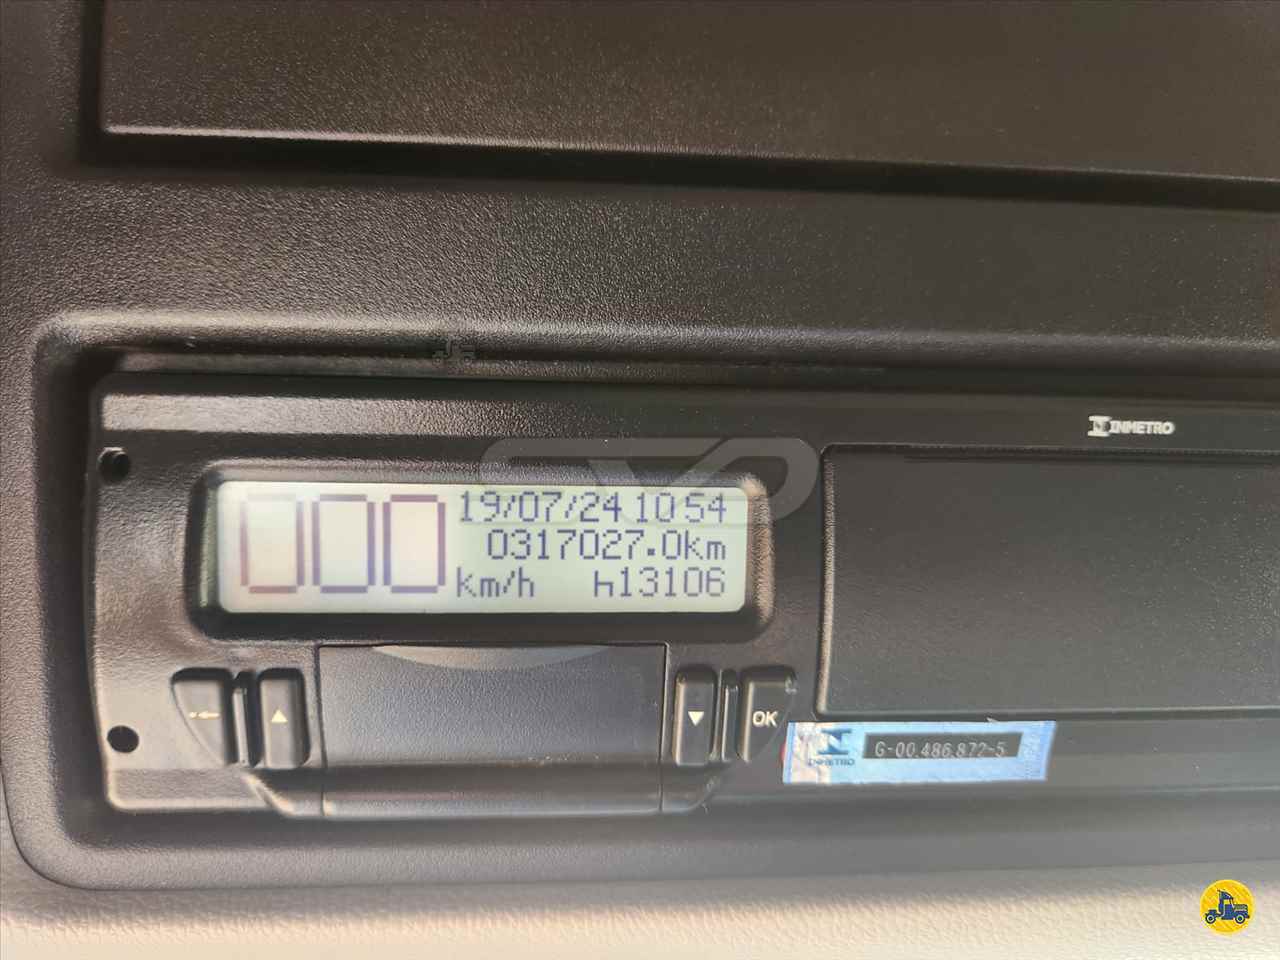 INMETRO
000
19/07/24 10 54
0317027.0km
km/h h13106
OK
INMETRO
G-00.486.872-5